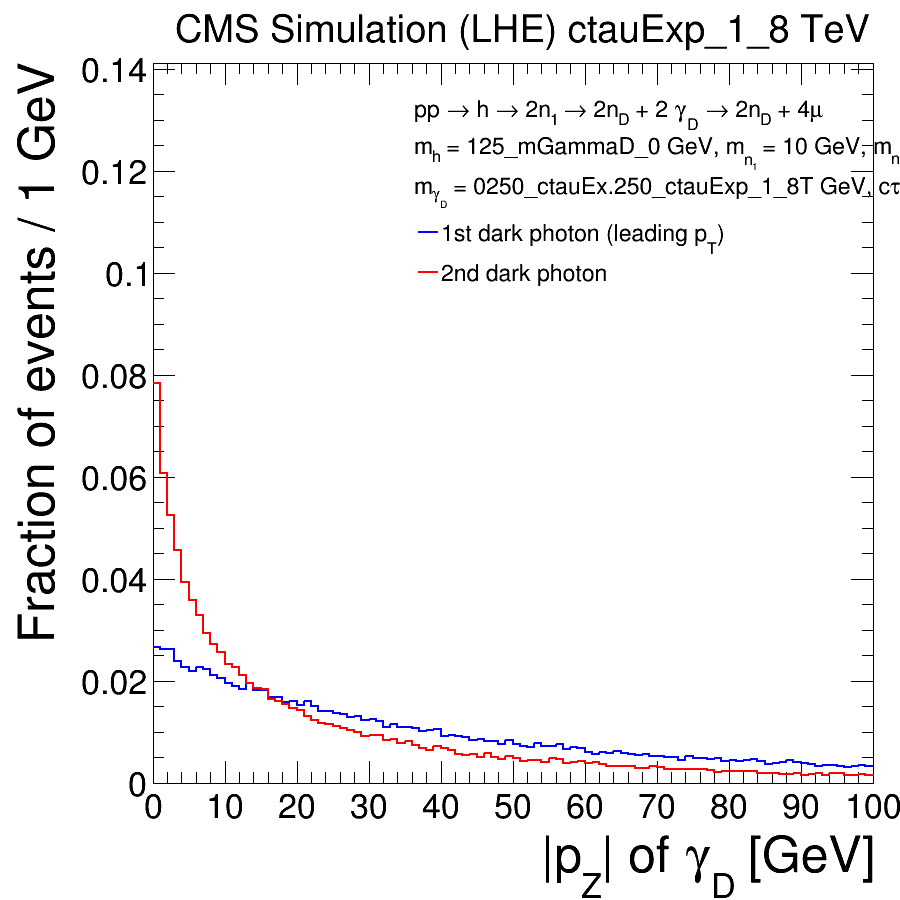 CMS Simulation (LHE) ctauExp_1_8 TeV
Fraction of events / 1 GeV
0.14
0.12
0.1
0.08
0.06
0.04
0.02
0
pp → h → 2n1 → 2nD + 2 γD → 2nD + 4μ
mh = 125_mGammaD_0 GeV, mn1 = 10 GeV, mn
mγD = 0250_ctauEx.250_ctauExp_1_8T GeV, cτ
1st dark photon (leading pT)
2nd dark photon
0 10 20 30 40 50 60 70 80 90 100
|pZ| of γD [GeV]